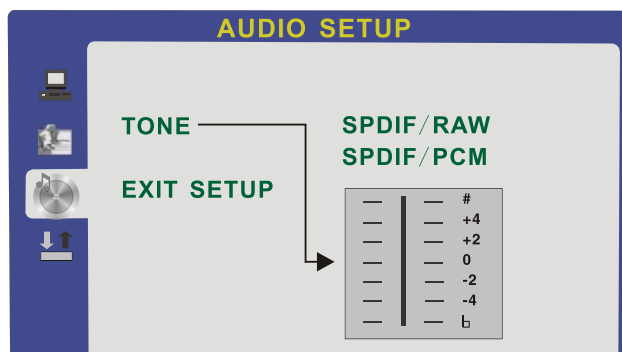 AUDIO SETUP
TONE
SPDIF/RAW
SPDIF/PCM
EXIT SETUP
#
+4
+2
0
-2
-4
♭